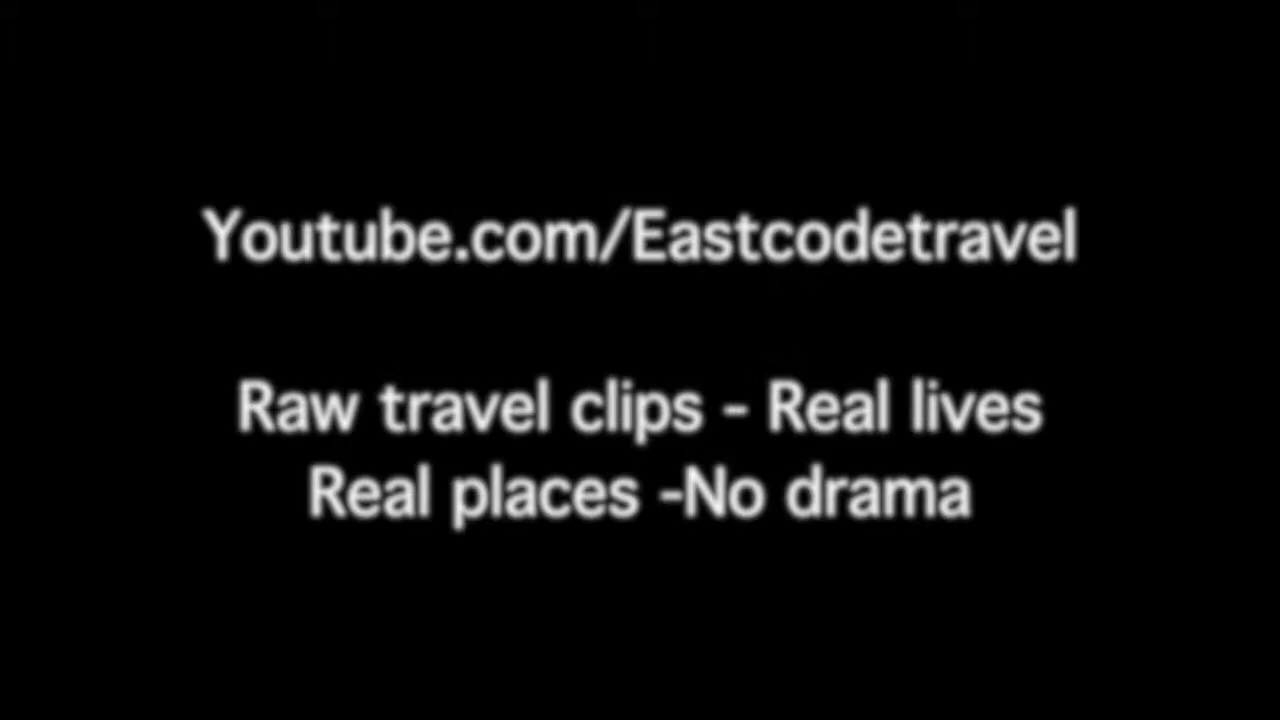 Youtube.com/Eastcodetravel
Raw travel clips - Real lives
Real places -No drama